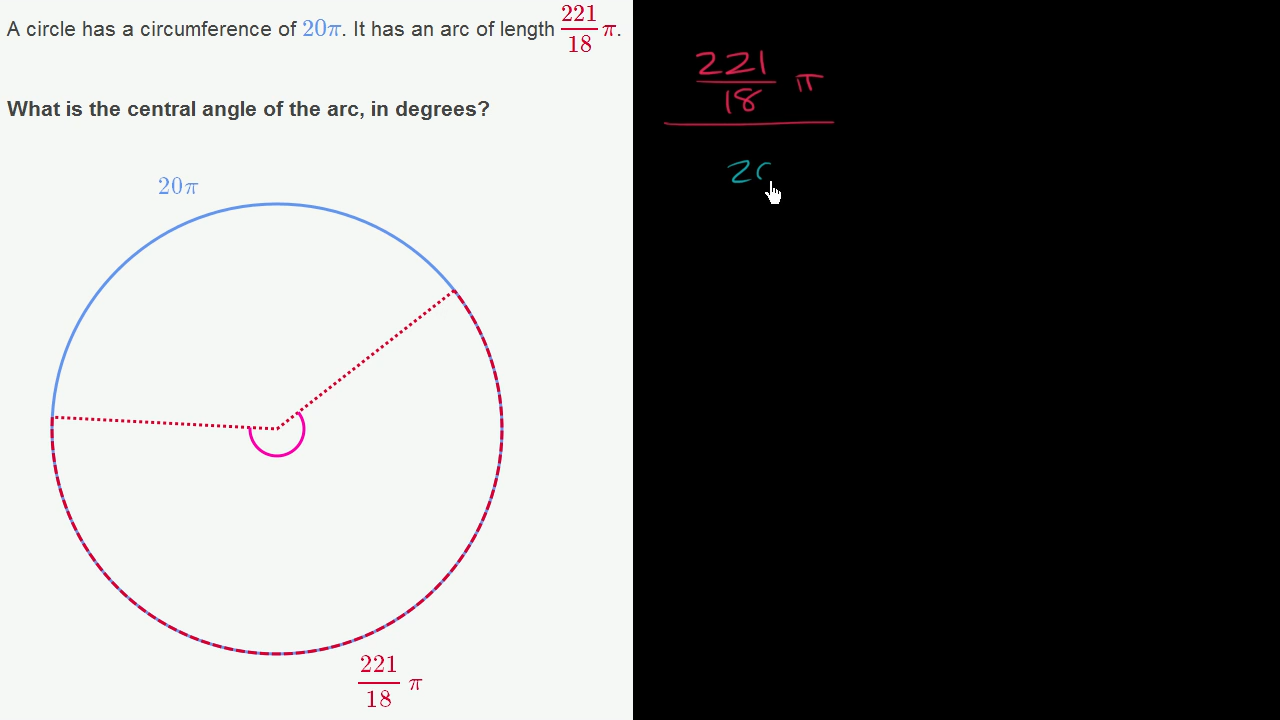 A circle has a circumference of 20π. It has an arc of length 221/18 π.
What is the central angle of the arc, in degrees?
20π
221/18 π
221/18 π
20